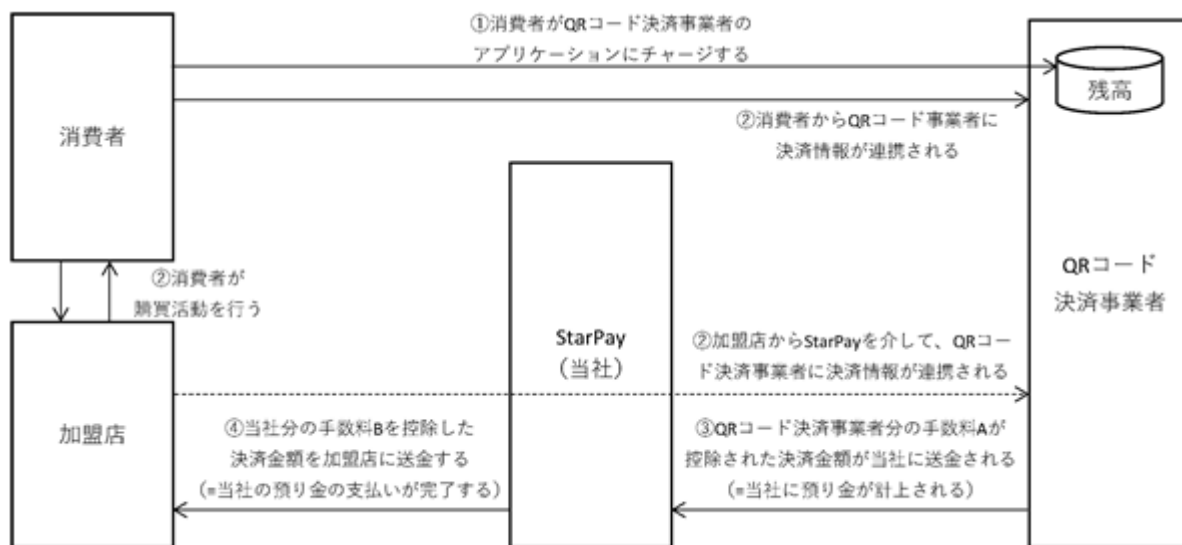 ①消費者がQRコード決済事業者の
アプリケーションにチャージする
残高
消費者
②消費者からQRコード事業者に
決済情報が連携される
②消費者が
購買活動を行う
QRコード
決済事業者
StarPay
（当社）
②加盟店からStarPayを介して、QRコー
ド決済事業者に決済情報が連携される
加盟店
④当社分の手数料Bを控除した
決済金額を加盟店に送金する
（=当社の預り金の支払いが完了する）
③QRコード決済事業者分の手数料Aが
控除された決済金額が当社に送金される
（=当社に預り金が計上される）